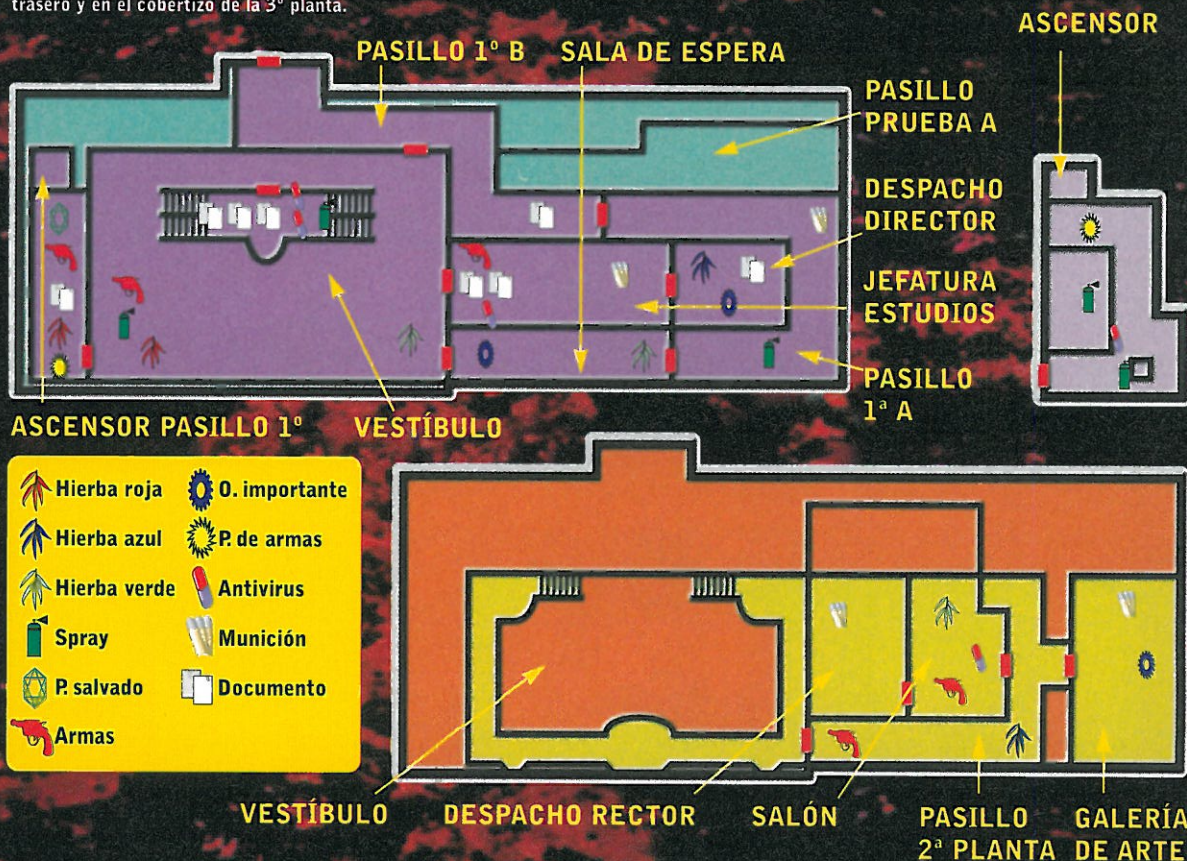 trasero y en el cobertizo de la 3ª planta.
PASILLO 1º B
SALA DE ESPERA
ASCENSOR
PASILLO
PRUEBA A
DESPACHO
DIRECTOR
JEFATURA
ESTUDIOS
PASILLO
1ª A
ASCENSOR PASILLO 1º
VESTÍBULO
Hierba roja
Hierba azul
Hierba verde
Spray
P. salvado
Armas
O. importante
P. de armas
Antivirus
Munición
Documento
VESTÍBULO
DESPACHO RECTOR
SALÓN
PASILLO
2ª PLANTA
GALERÍA
DE ARTE